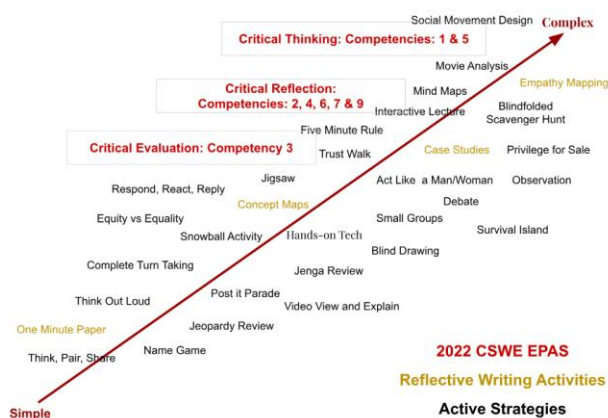 Social Movement Design
Complex
Critical Thinking: Competencies: 1 & 5
Movie Analysis
Empathy Mapping
Critical Reflection:
Competencies: 2, 4, 6, 7 & 9
Mind Maps
Interactive Lecture
Blindfolded
Scavenger Hunt
Five Minute Rule
Critical Evaluation: Competency 3
Trust Walk
Case Studies
Privilege for Sale
Jigsaw
Act Like a Man/Woman
Observation
Respond, React, Reply
Concept Maps
Debate
Equity vs Equality
Small Groups
Snowball Activity
Hands-on Tech
Survival Island
Blind Drawing
Complete Turn Taking
Jenga Review
Think Out Loud
Post it Parade
Video View and Explain
One Minute Paper
Jeopardy Review
Think, Pair, Share
Name Game
2022 CSWE EPAS
Reflective Writing Activities
Active Strategies
Simple